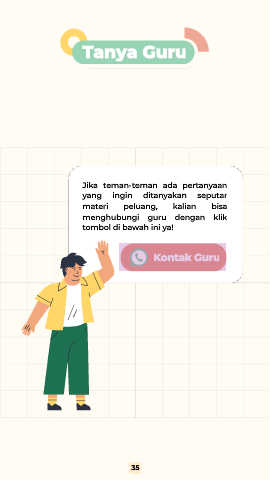 Tanya Guru
Jika teman-teman ada pertanyaan
yang ingin ditanyakan seputar
materi peluang, kalian bisa
menghubungi guru dengan klik
tombol di bawah ini ya!
Kontak Guru
35